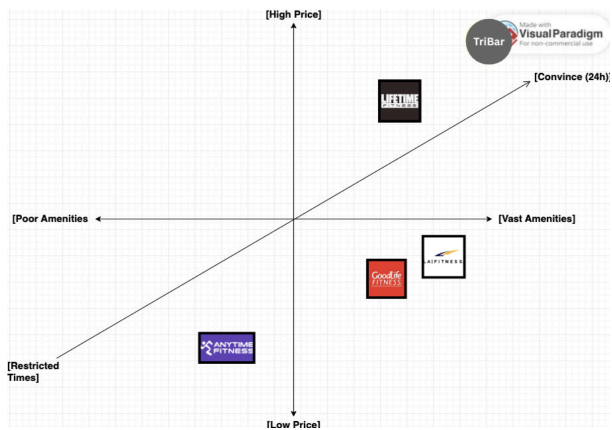 [High Price]
Made with
Visual Paradigm
For non-commercial use
TriBar
[Convince (24h)]
LIFETIME
FITNESS
[Poor Amenities
[Vast Amenities]
LA|FITNESS
GoodLife
FITNESS
ANYTIME
FITNESS
[Restricted
Times]
[Low Price]